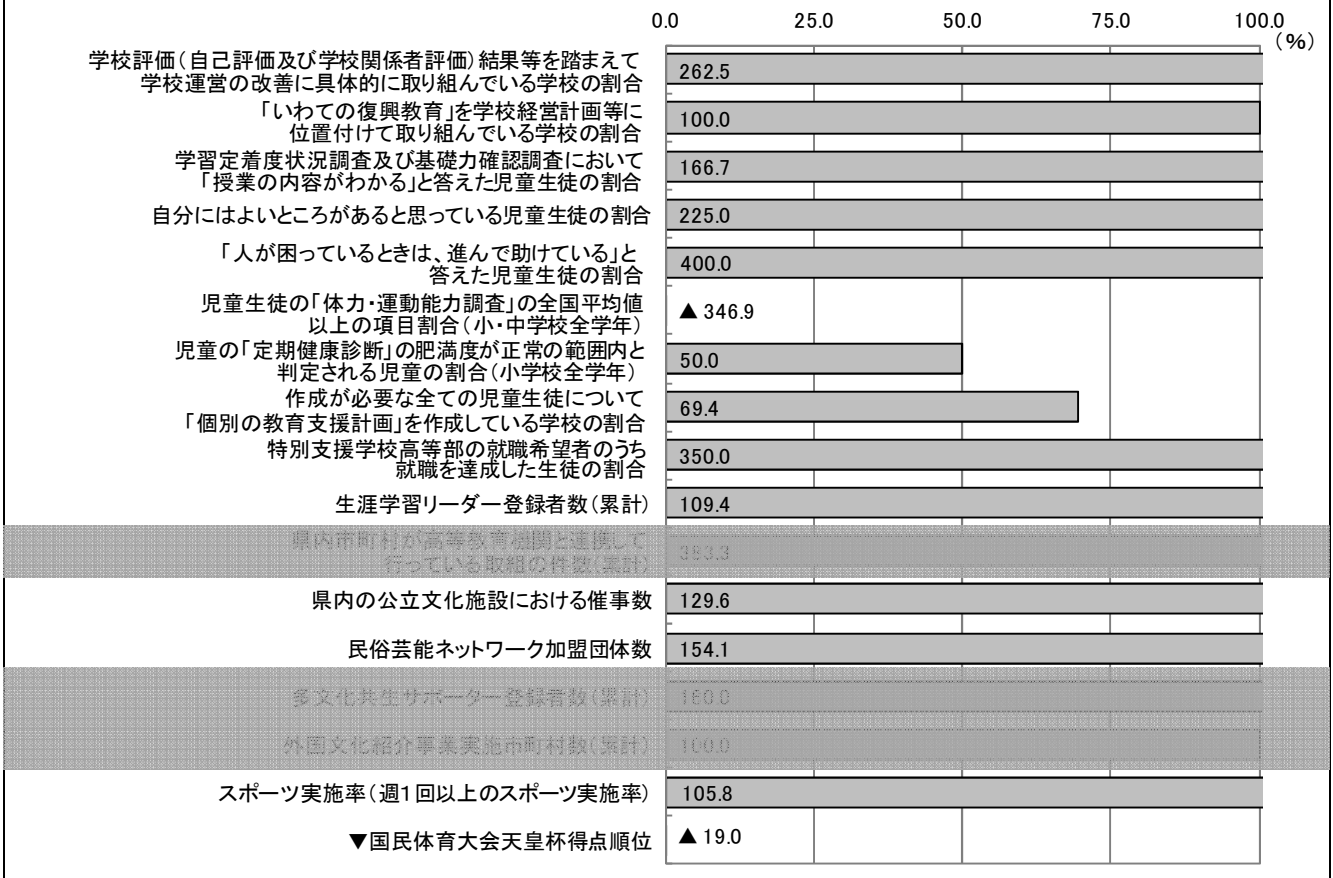 0.0 25.0 50.0 75.0 100.0
(%)
学校評価(自己評価及び学校関係者評価)結果等を踏まえて
学校運営の改善に具体的に取り組んでいる学校の割合
262.5
「いわての復興教育」を学校経営計画等に
位置付けて取り組んでいる学校の割合
100.0
学習定着度状況調査及び基礎力確認調査において
「授業の内容がわかる」と答えた児童生徒の割合
166.7
自分にはよいところがあると思っている児童生徒の割合
225.0
「人が困っているときは、進んで助けている」と
答えた児童生徒の割合
400.0
児童生徒の「体力・運動能力調査」の全国平均値
以上の項目割合(小・中学校全学年)
▲ 346.9
児童の「定期健康診断」の肥満度が正常の範囲内と
判定される児童の割合(小学校全学年)
50.0
作成が必要な全ての児童生徒について
「個別の教育支援計画」を作成している学校の割合
69.4
特別支援学校高等部の就職希望者のうち
就職を達成した生徒の割合
350.0
生涯学習リーダー登録者数(累計)
109.4
県内市町村が高等教育機関と連携して
行っている取組の件数(累計)
383.3
県内の公立文化施設における催事数
129.6
民俗芸能ネットワーク加盟団体数
154.1
多文化共生サポーター登録者数(累計)
160.0
外国文化紹介事業実施市町村数(累計)
100.0
スポーツ実施率(週1回以上のスポーツ実施率)
105.8
▼国民体育大会天皇杯得点順位
▲ 19.0